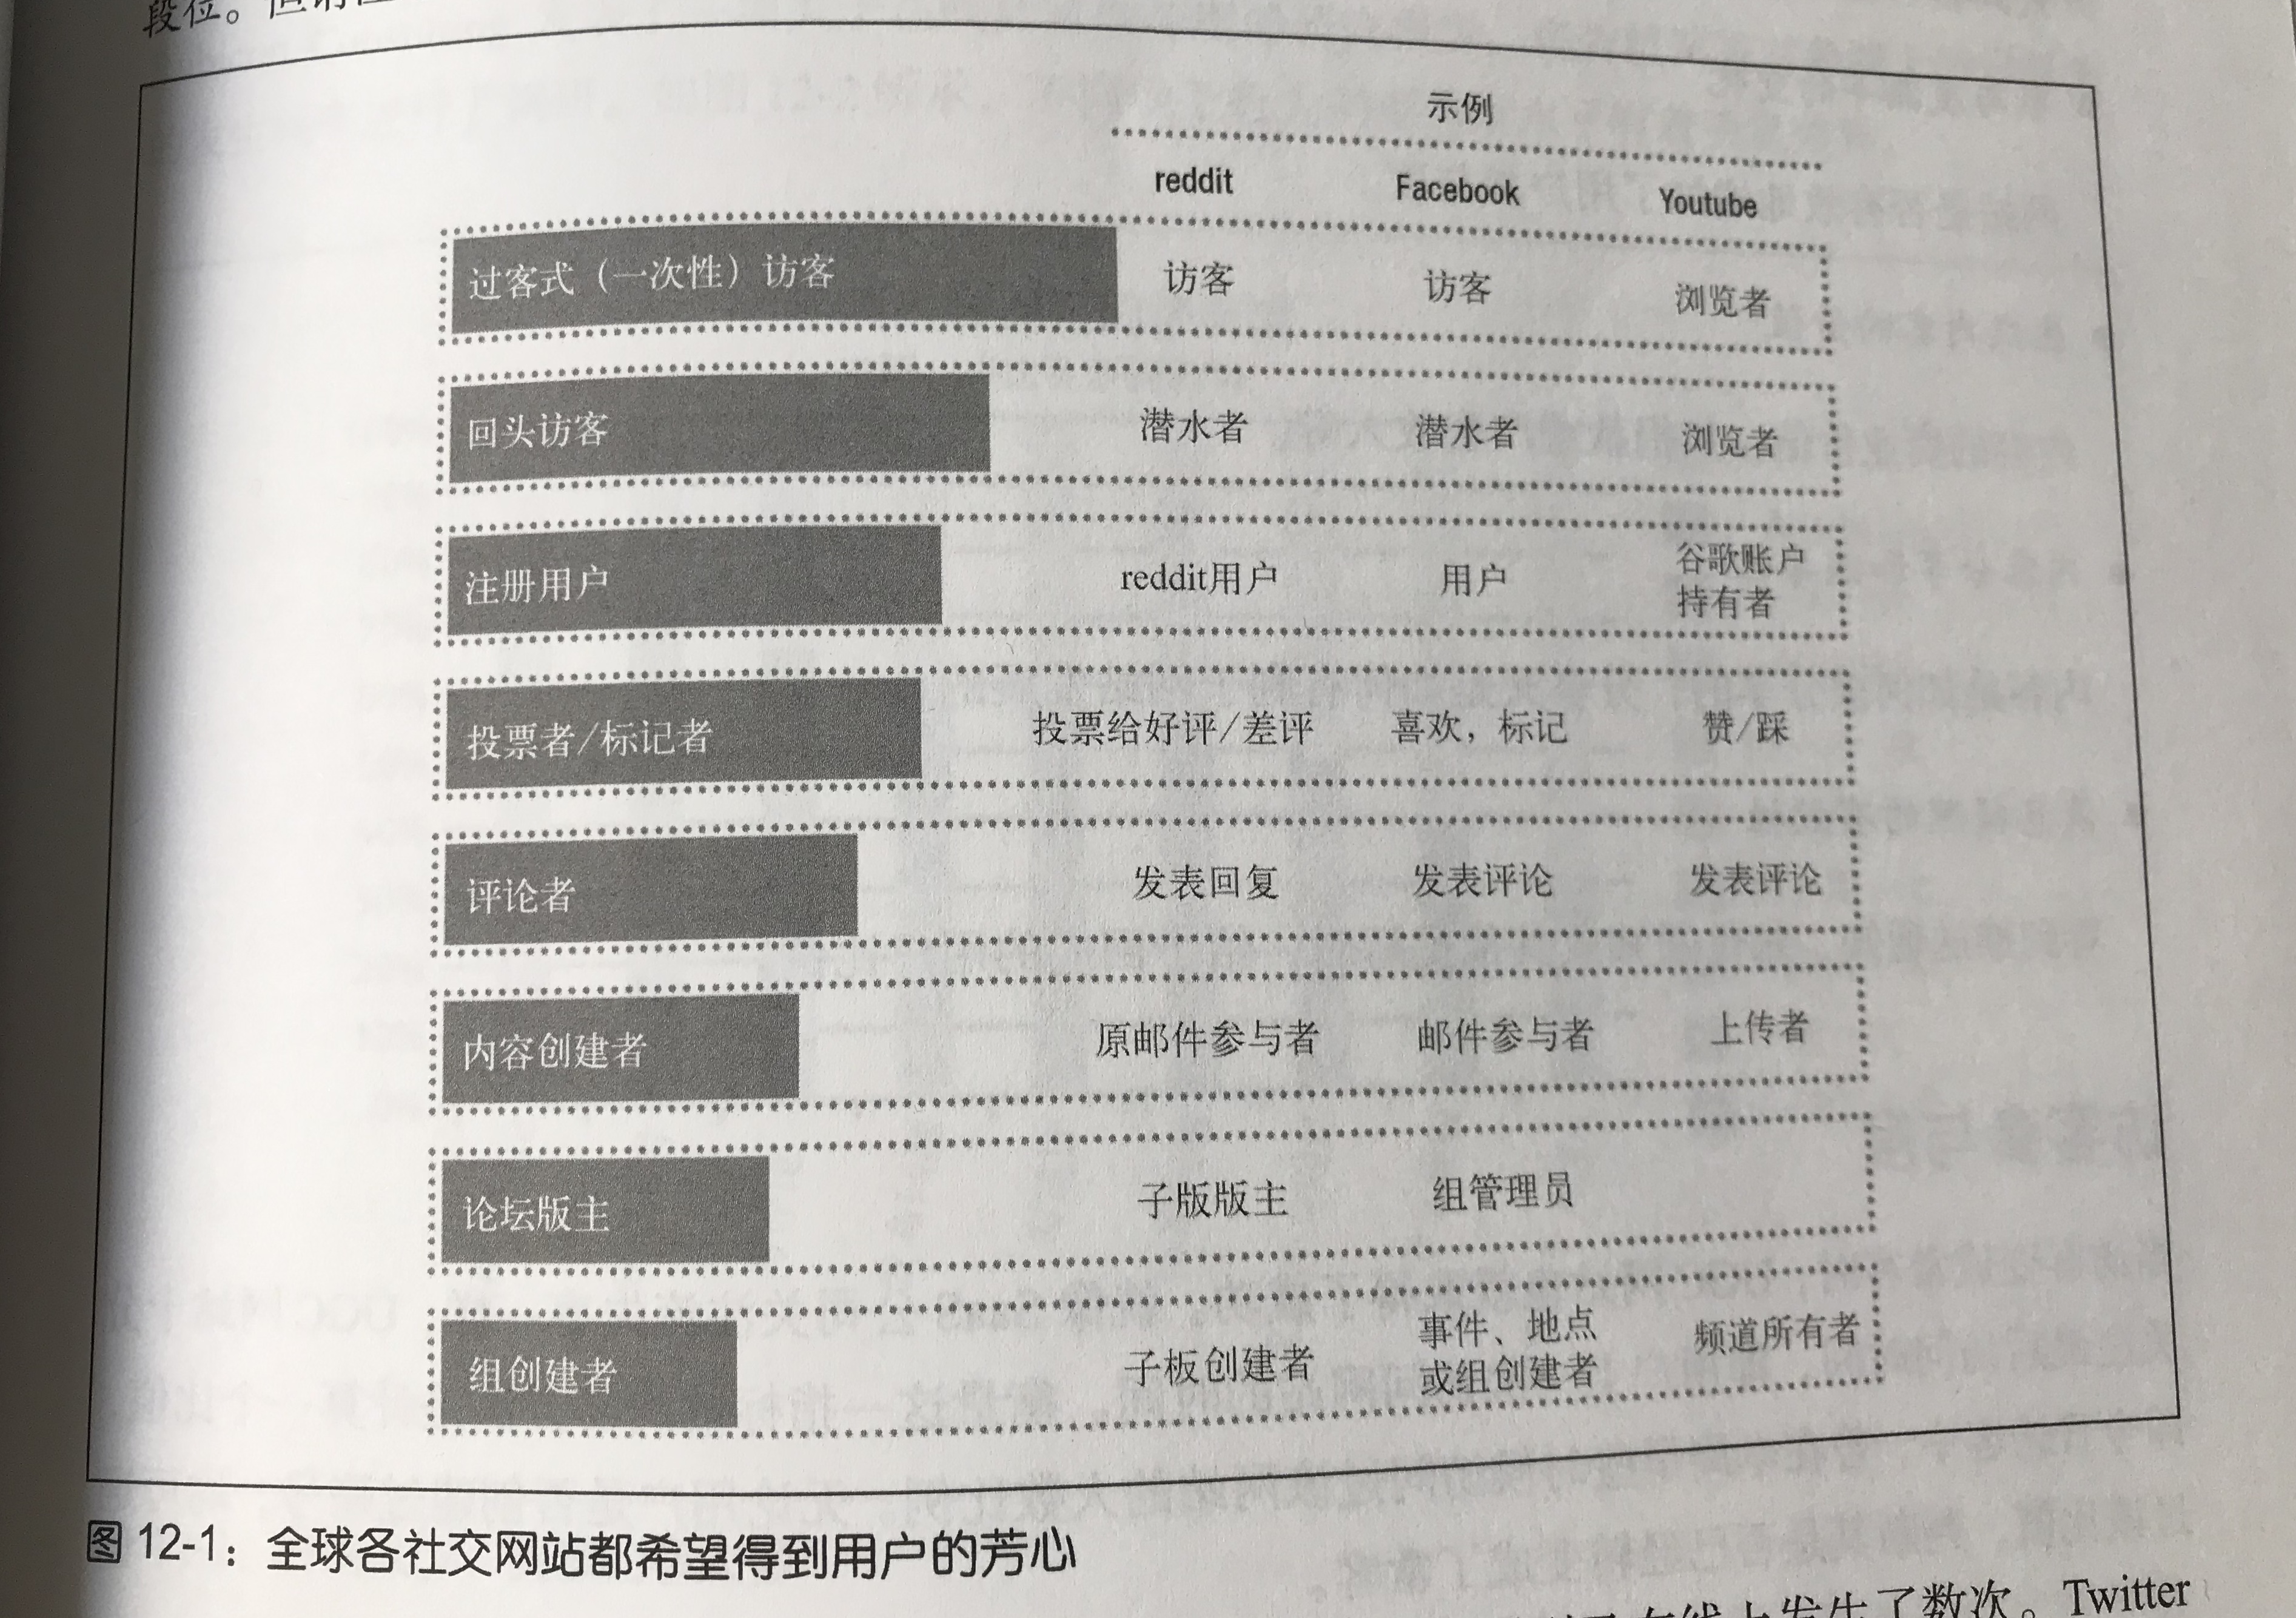 段位。但请注
示例
reddit Facebook Youtube
过客式（一次性）访客 访客 访客 浏览者
回头访客 潜水者 潜水者 浏览者
注册用户 reddit用户 用户 谷歌账户
持有者
投票者/标记者 投票给好评/差评 喜欢，标记 赞/踩
评论者 发表回复 发表评论 发表评论
内容创建者 原邮件参与者 邮件参与者 上传者
论坛版主 子版版主 组管理员
组创建者 子板创建者 事件、地点 频道所有者
或组创建者
图 12-1：全球各社交网站都希望得到用户的芳心
在线上发生了数次。Twitter